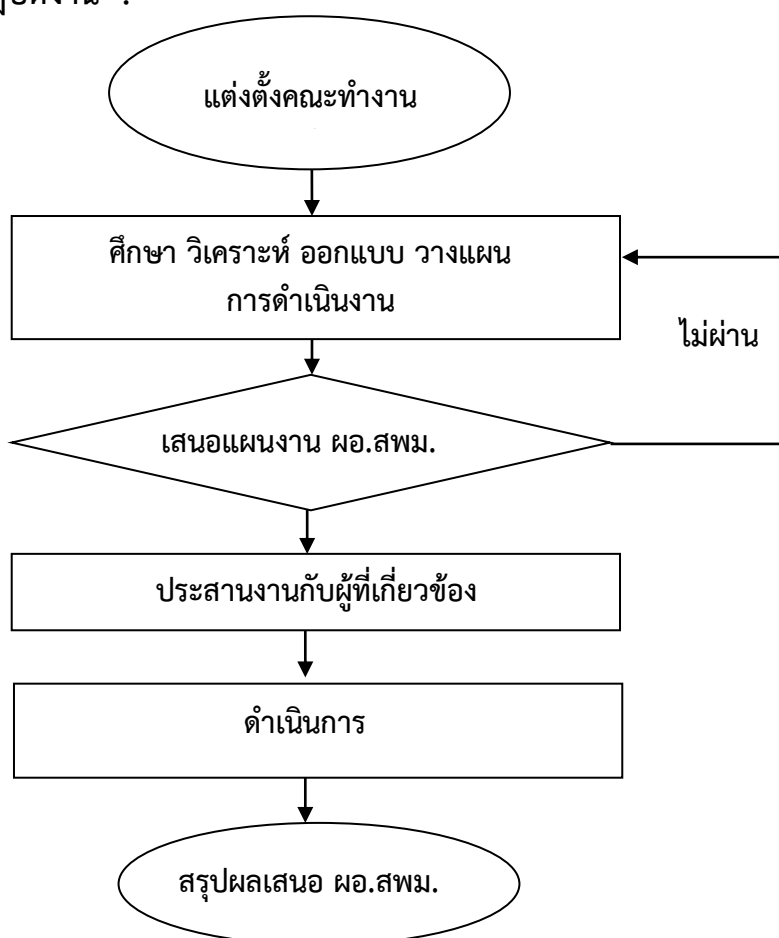 แต่งตั้งคณะทำงาน
ศึกษา วิเคราะห์ ออกแบบ วางแผน
การดำเนินงาน
ไม่ผ่าน
เสนอแผนงาน ผอ.สพม.
ประสานงานกับผู้ที่เกี่ยวข้อง
ดำเนินการ
สรุปผลเสนอ ผอ.สพม.